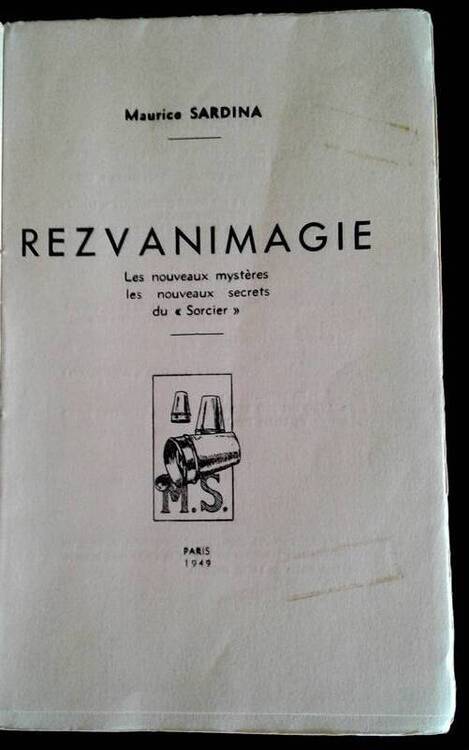 Maurice SARDINA
REZVANIMAGIE
Les nouveaux mystères
les nouveaux secrets
du « Sorcier »
M.S.
PARIS
1949